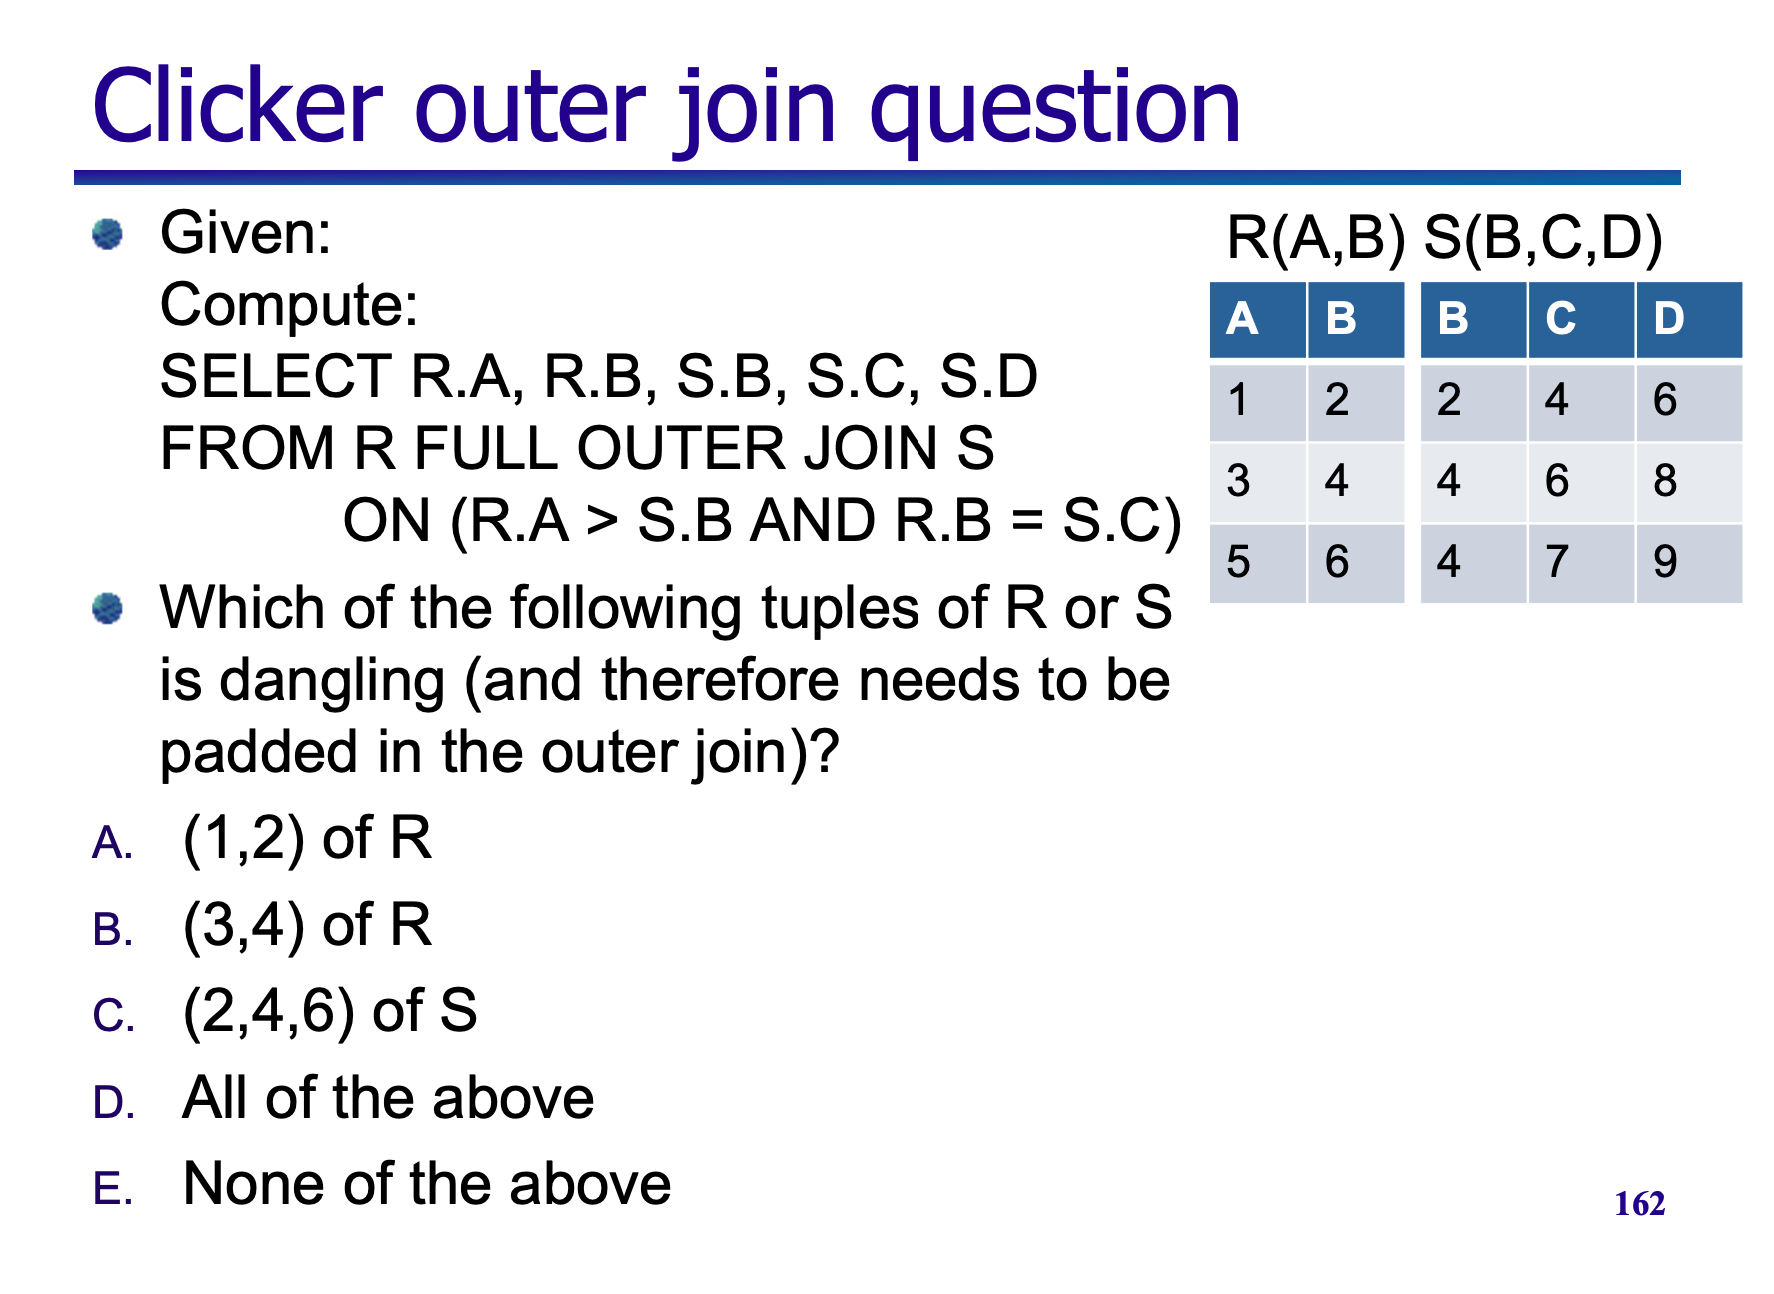 Clicker outer join question
Given:
Compute:
SELECT R.A, R.B, S.B, S.C, S.D
FROM R FULL OUTER JOIN S
ON (R.A > S.B AND R.B = S.C)
Which of the following tuples of R or S
is dangling (and therefore needs to be
padded in the outer join)?
A. (1,2) of R
B. (3,4) of R
C. (2,4,6) of S
D. All of the above
E. None of the above
R(A,B) S(B,C,D)
A B B C D
1 2 2 4 6
3 4 4 6 8
5 6 4 7 9
162